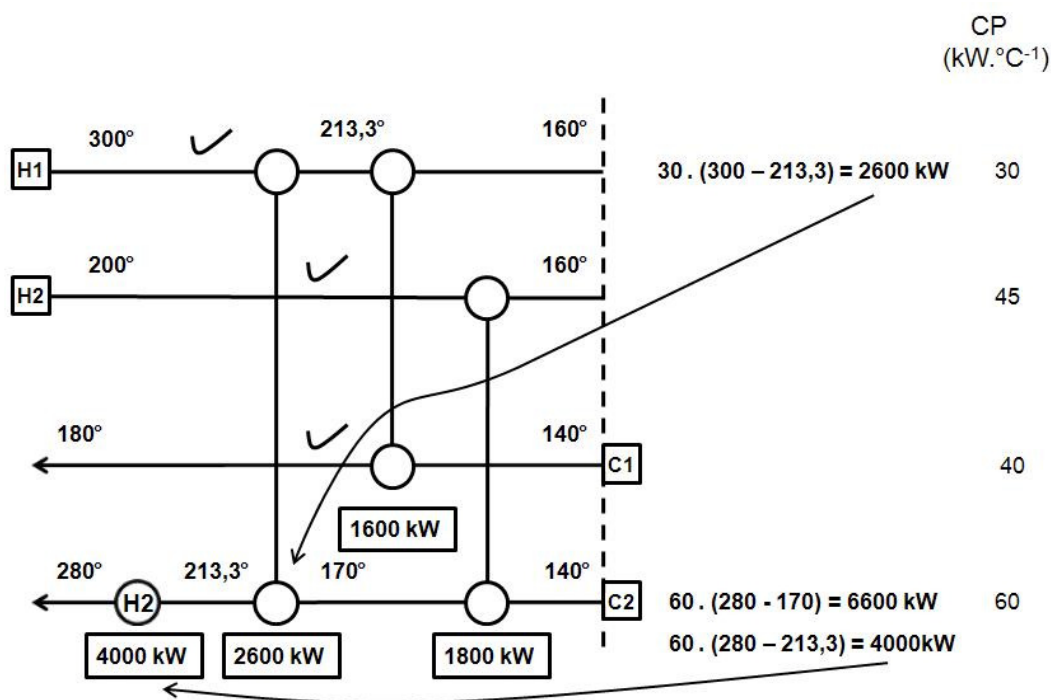 CP
(kW.°C⁻¹)
300°
213,3°
160°
H1
30 . (300 – 213,3) = 2600 kW
30
200°
160°
H2
45
180°
140°
C1
40
1600 kW
280°
213,3°
170°
140°
H2
C2
60 . (280 - 170) = 6600 kW
60
60 . (280 – 213,3) = 4000kW
4000 kW
2600 kW
1800 kW